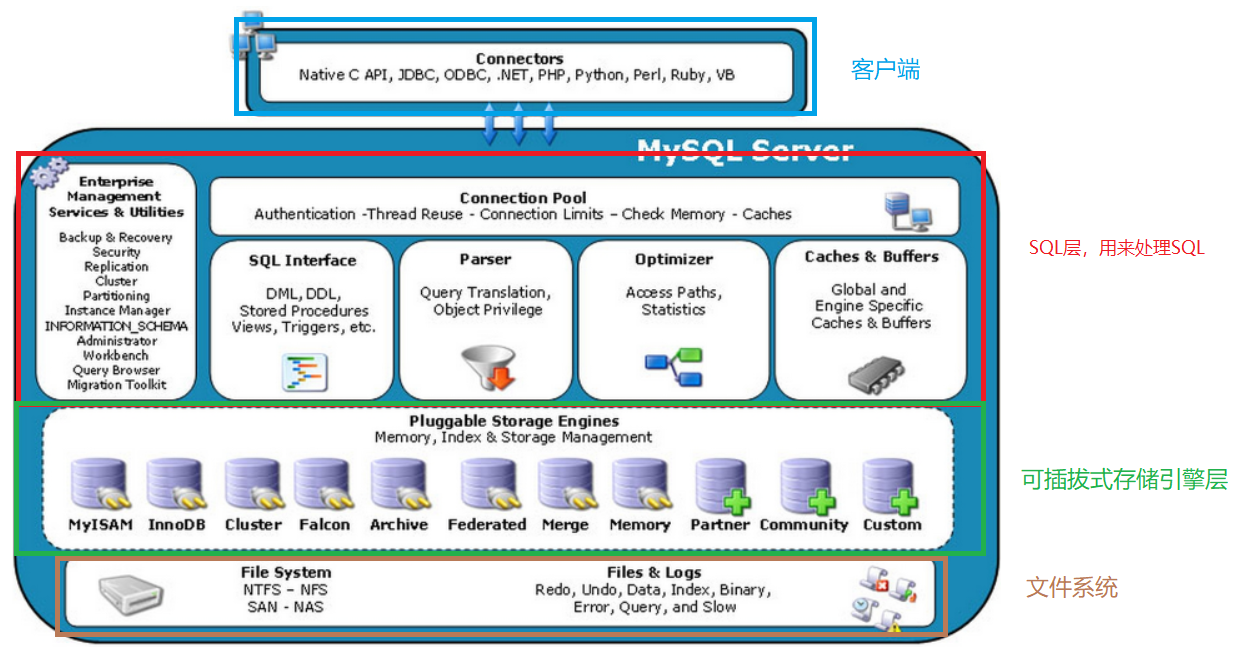 Connectors
Native C API, JDBC, ODBC, .NET, PHP, Python, Perl, Ruby, VB
客户端
MySQL Server
Enterprise
Management
Services & Utilities
Backup & Recovery
Security
Replication
Cluster
Partitioning
Instance Manager
INFORMATION_SCHEMA
Administrator
Workbench
Query Browser
Migration Toolkit
Connection Pool
Authentication -Thread Reuse - Connection Limits – Check Memory - Caches
SQL Interface
DML, DDL,
Stored Procedures
Views, Triggers, etc.
Parser
Query Translation,
Object Privilege
Optimizer
Access Paths,
Statistics
Caches & Buffers
Global and
Engine Specific
Caches & Buffers
SQL层，用来处理SQL
Pluggable Storage Engines
Memory, Index & Storage Management
MyISAM InnoDB Cluster Falcon Archive Federated Merge Memory Partner Community Custom
可插拔式存储引擎层
File System
NTFS – NFS
SAN - NAS
Files & Logs
Redo, Undo, Data, Index, Binary,
Error, Query, and Slow
文件系统